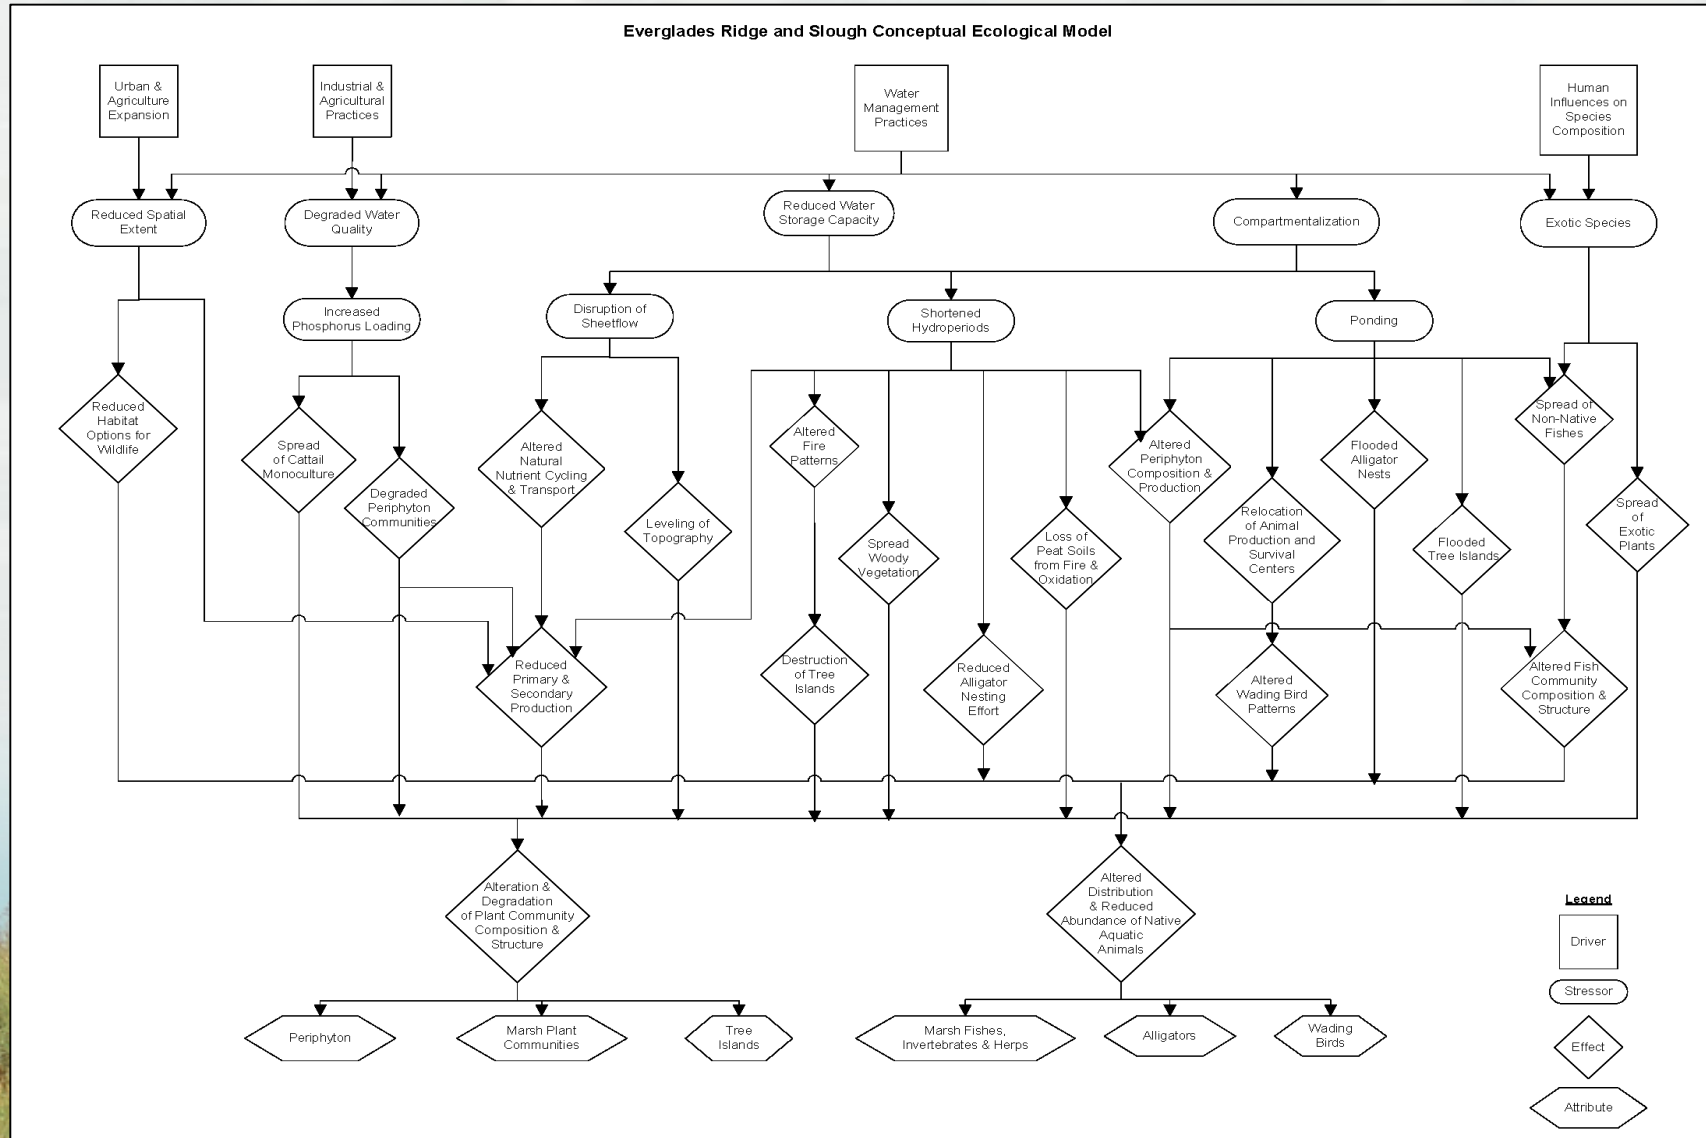 Everglades Ridge and Slough Conceptual Ecological Model
Urban &
Agriculture
Expansion
Industrial &
Agricultural
Practices
Water
Management
Practices
Human
Influences on
Species
Composition
Reduced Spatial
Extent
Degraded Water
Quality
Reduced Water
Storage Capacity
Compartmentalization
Exotic Species
Increased
Phosphorus Loading
Disruption of
Sheetflow
Shortened
Hydroperiods
Ponding
Reduced
Habitat
Options for
Wildlife
Spread
of Cattail
Monoculture
Degraded
Periphyton
Communities
Altered
Natural
Nutrient Cycling
& Transport
Leveling of
Topography
Altered
Fire
Patterns
Spread
Woody
Vegetation
Loss of
Peat Soils
from Fire &
Oxidation
Altered
Periphyton
Composition &
Production
Relocation
of Animal
Production and
Survival
Centers
Flooded
Alligator
Nests
Flooded
Tree Islands
Spread of
Non-Native
Fishes
Spread
of
Exotic
Plants
Reduced
Primary &
Secondary
Production
Destruction
of Tree
Islands
Reduced
Alligator
Nesting
Effort
Altered
Wading Bird
Patterns
Altered Fish
Community
Composition &
Structure
Alteration &
Degradation
of Plant Community
Composition &
Structure
Altered
Distribution
& Reduced
Abundance of Native
Aquatic
Animals
Periphyton
Marsh Plant
Communities
Tree
Islands
Marsh Fishes,
Invertebrates & Herps
Alligators
Wading
Birds
Legend
Driver
Stressor
Effect
Attribute